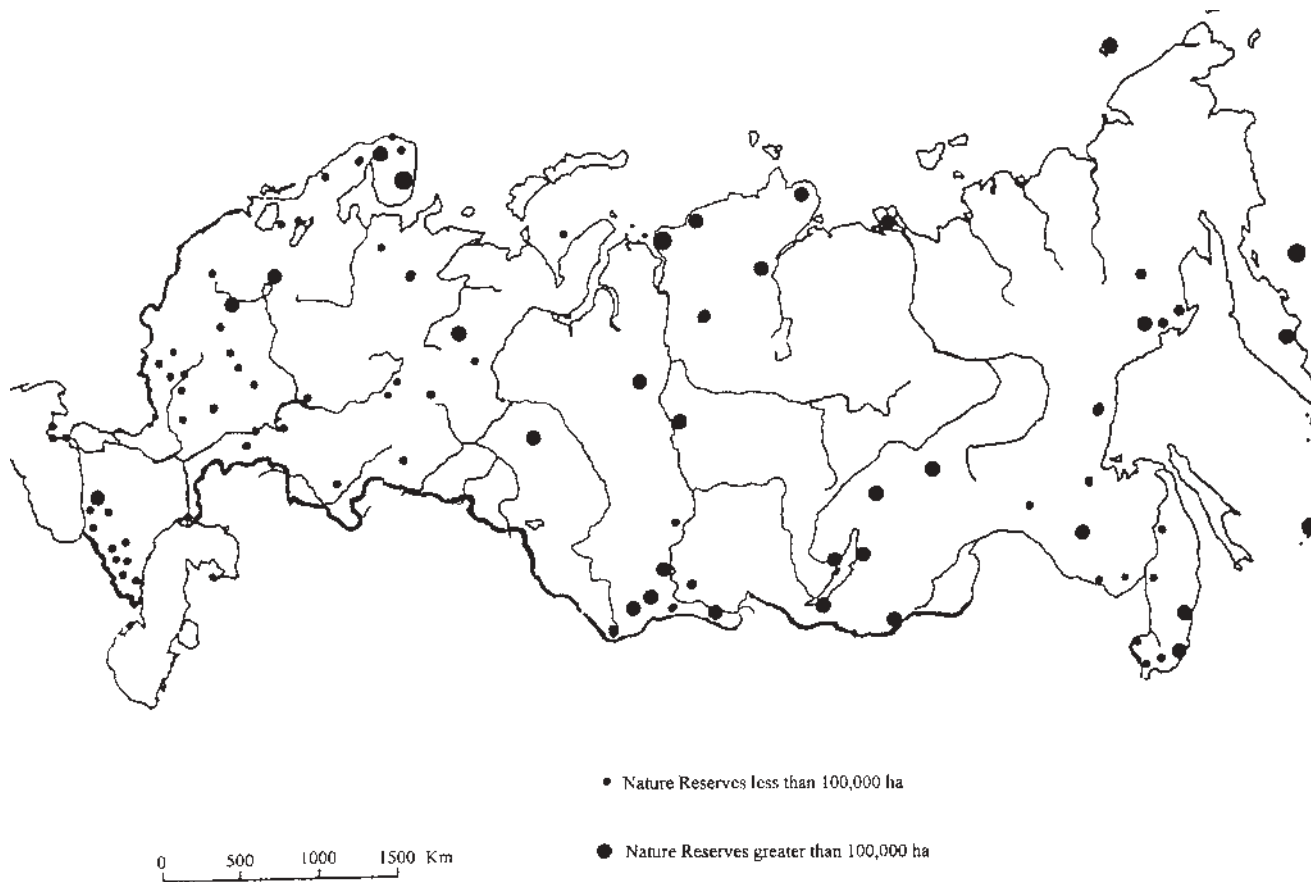 Nature Reserves less than 100,000 ha
Nature Reserves greater than 100,000 ha
0 500 1000 1500 Km